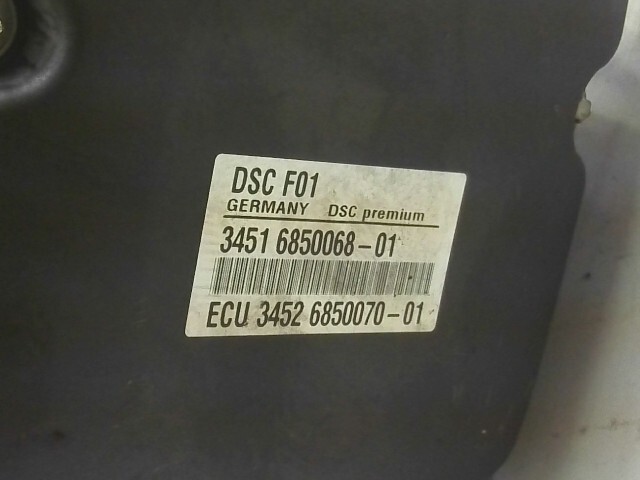 DSC F01
GERMANY DSC premium
3451 6850068-01
ECU 3452 6850070-01